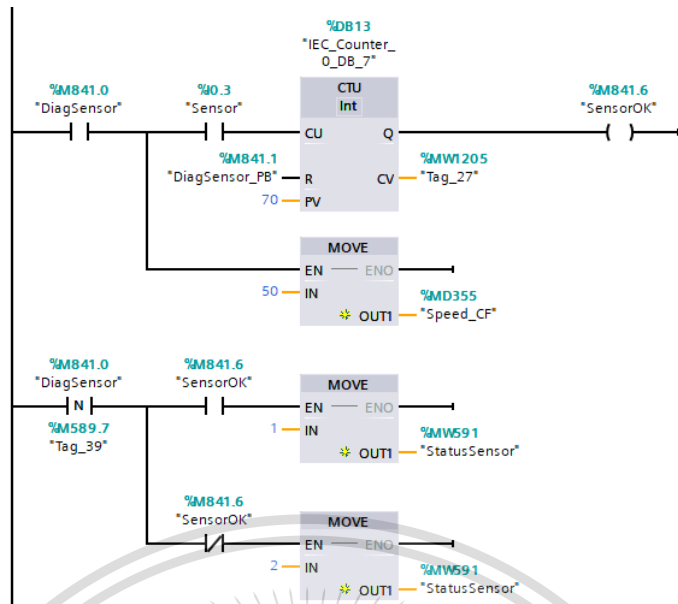 %DB13
"IEC_Counter_
0_DB_7"
%M841.0
"DiagSensor"
%I0.3
"Sensor"
CTU
Int
%M841.6
"SensorOK"
CU
Q
%M841.1
"DiagSensor_PB"
R
CV
%MW1205
"Tag_27"
70
PV
MOVE
EN
ENO
50
IN
OUT1
%MD355
"Speed_CF"
%M841.0
"DiagSensor"
N
%M589.7
"Tag_39"
%M841.6
"SensorOK"
MOVE
EN
ENO
1
IN
OUT1
%MW591
"StatusSensor"
%M841.6
"SensorOK"
MOVE
EN
ENO
2
IN
OUT1
%MW591
"StatusSensor"